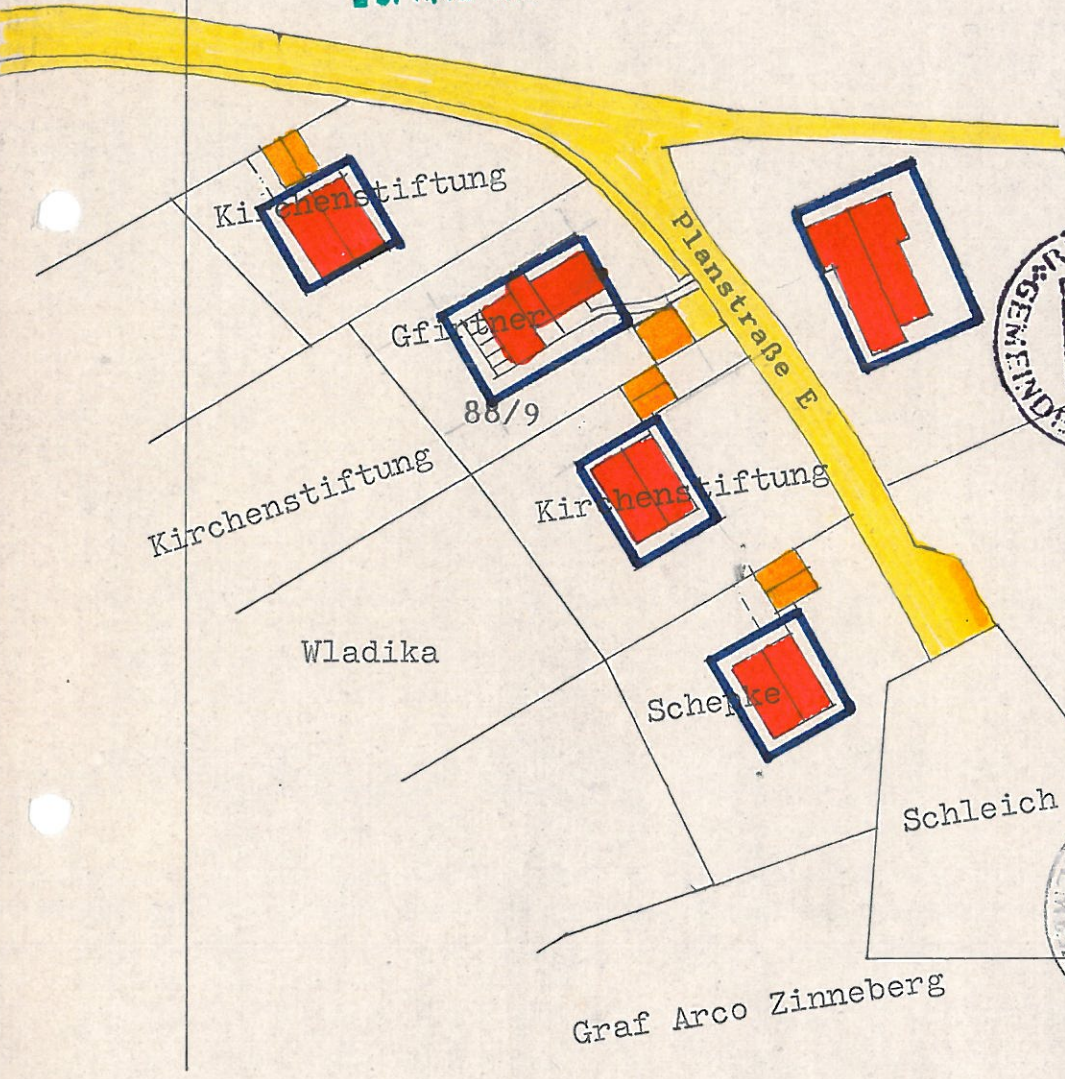 Kirchenstiftung
Planstraße E
Gfirtner
88/9
Kirchenstiftung
Kirchenstiftung
Wladika
Schepke
Schleich
Graf Arco Zinneberg